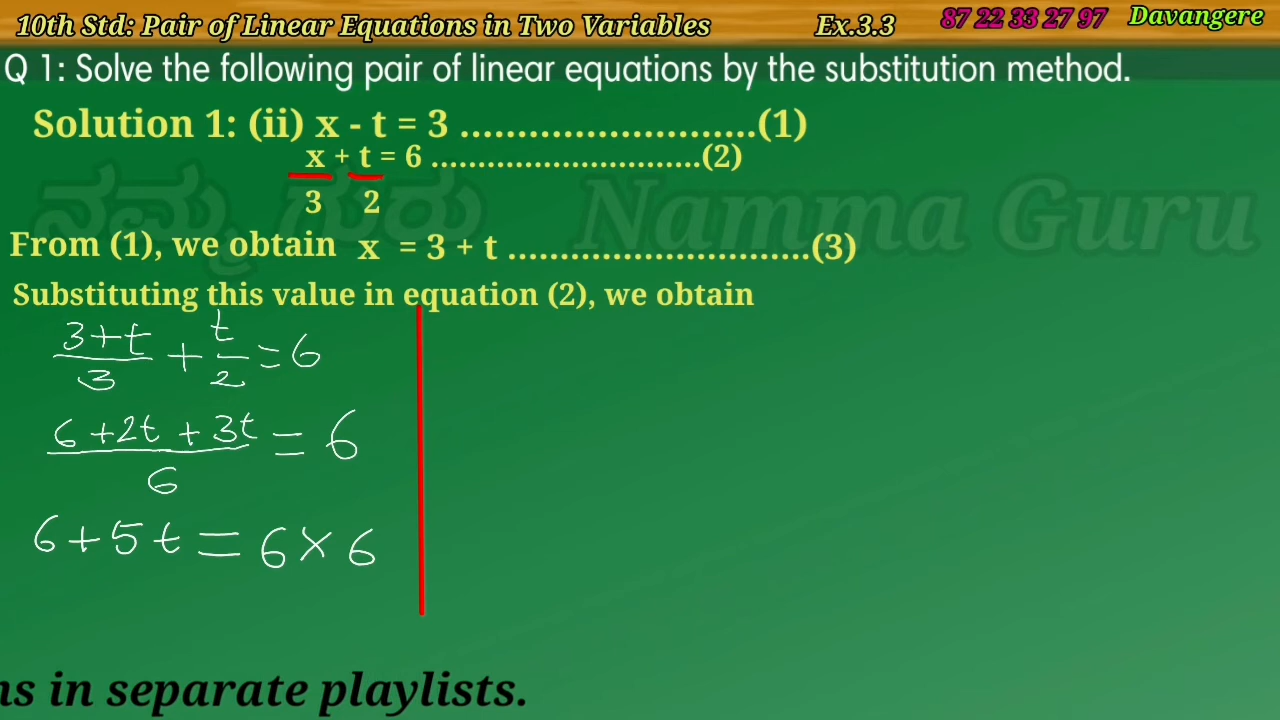 10th Std: Pair of Linear Equations in Two Variables Ex.3.3 87 22 33 27 97 Davangere
Q 1: Solve the following pair of linear equations by the substitution method.
Solution 1: (ii) x - t = 3 ..........................(1)
x + t = 6 .............................(2)
3 2
ನಮ್ಮ ಗುರು Namma Guru
From (1), we obtain x = 3 + t .............................(3)
Substituting this value in equation (2), we obtain
3+t/3 + t/2 = 6
6 +2t + 3t/6 = 6
6+5t = 6×6
ns in separate playlists.